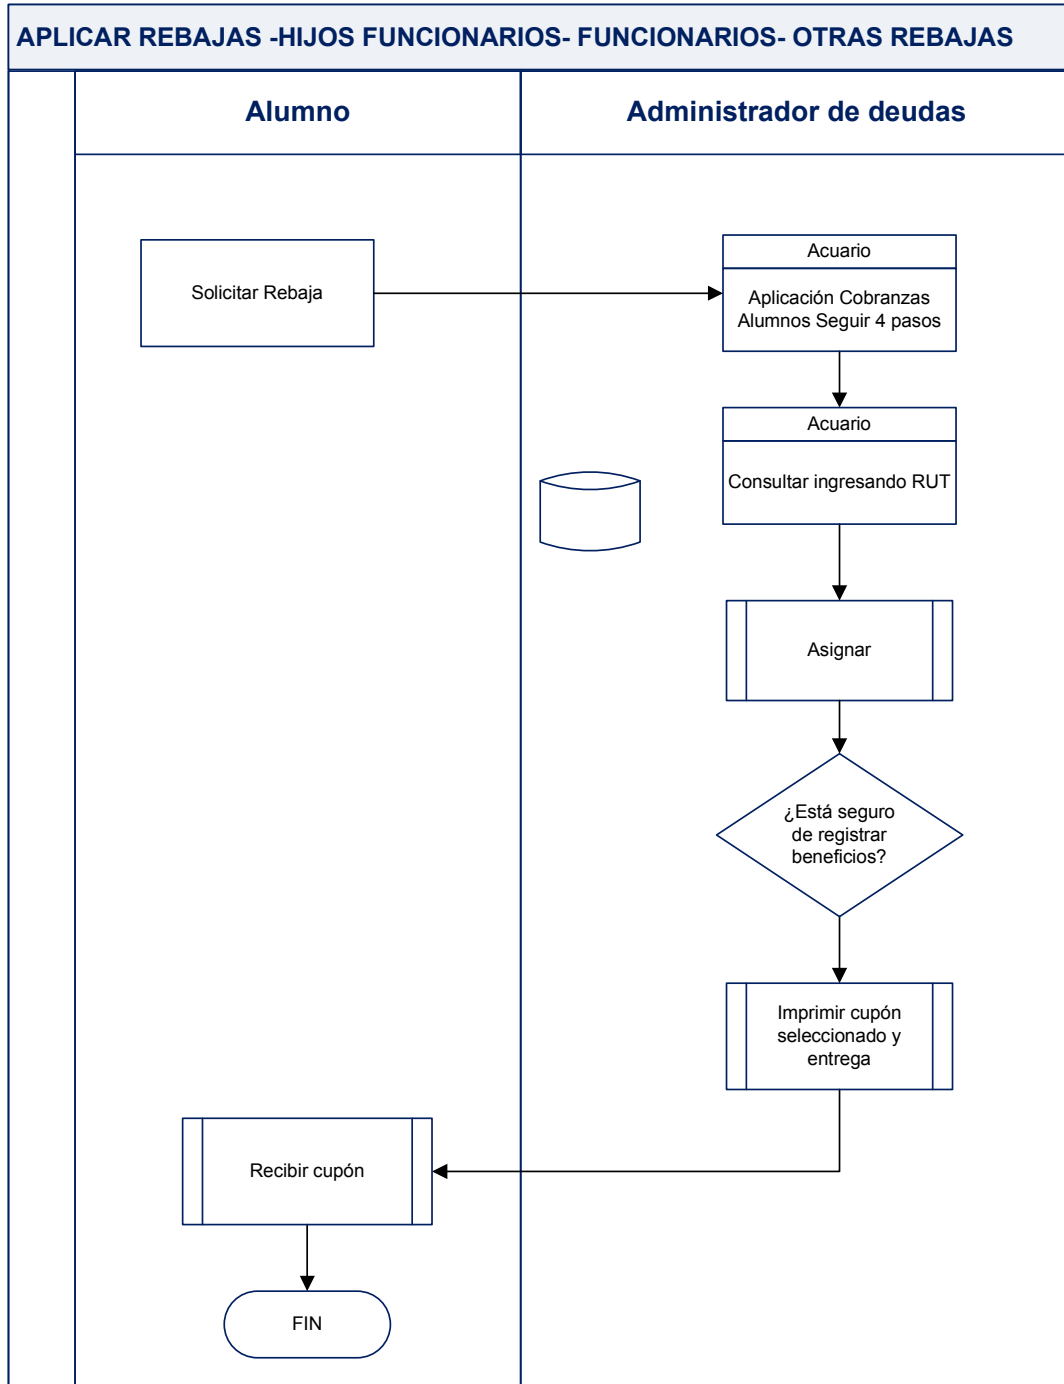 APLICAR REBAJAS -HIJOS FUNCIONARIOS- FUNCIONARIOS- OTRAS REBAJAS
Alumno
Administrador de deudas
Solicitar Rebaja
Acuario
Aplicación Cobranzas
Alumnos Seguir 4 pasos
Acuario
Consultar ingresando RUT
Asignar
¿Está seguro
de registrar
beneficios?
Imprimir cupón
seleccionado y
entrega
Recibir cupón
FIN